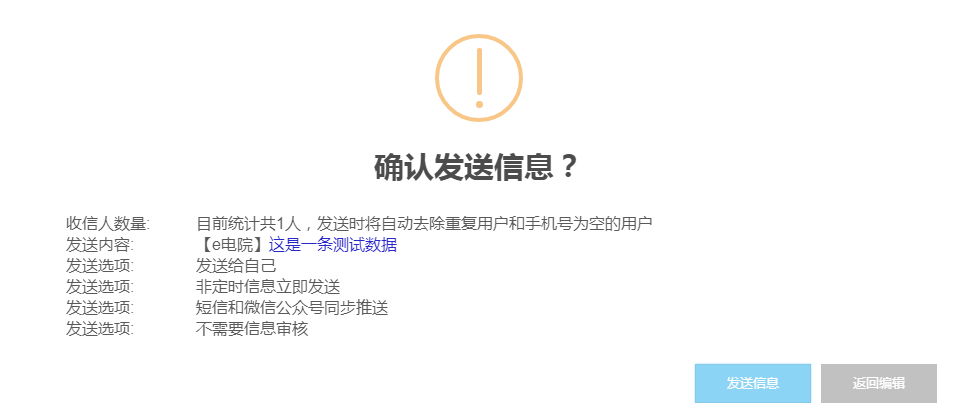 确认发送信息？
收信人数量: 目前统计共1人，发送时将自动去除重复用户和手机号为空的用户
发送内容: 【e电院】这是一条测试数据
发送选项: 发送给自己
发送选项: 非定时信息立即发送
发送选项: 短信和微信公众号同步推送
发送选项: 不需要信息审核
发送信息 返回编辑